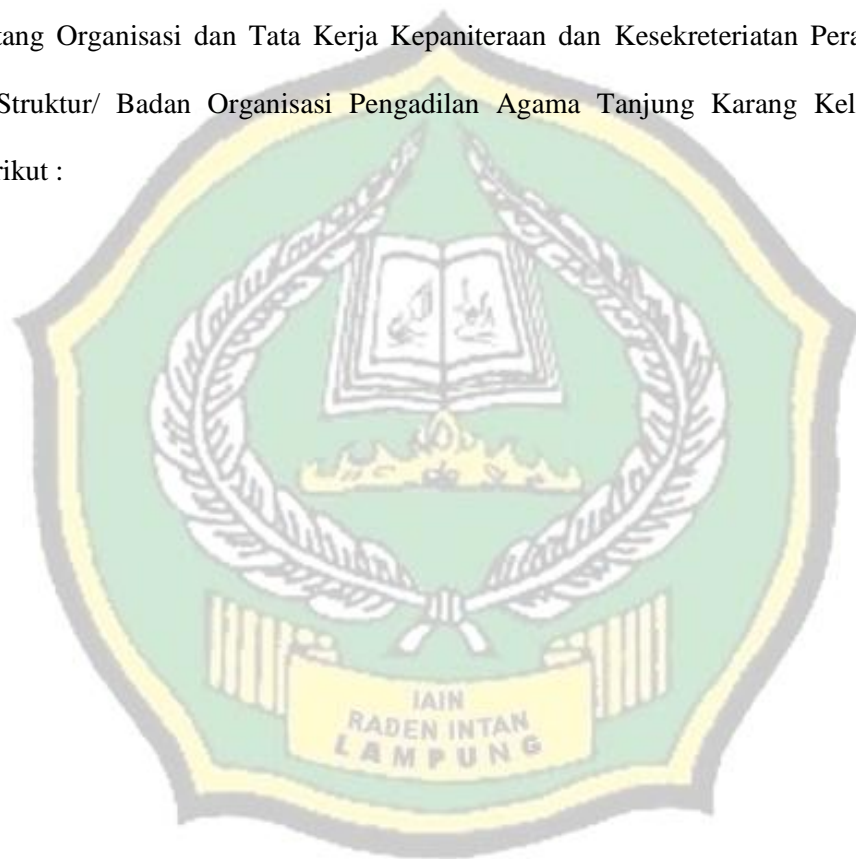 tang Organisasi dan Tata Kerja Kepaniteraan dan Kesekreteriatan Pera
Struktur/ Badan Organisasi Pengadilan Agama Tanjung Karang Kel
rikut :
IAIN
RADEN INTAN
LAMPUNG